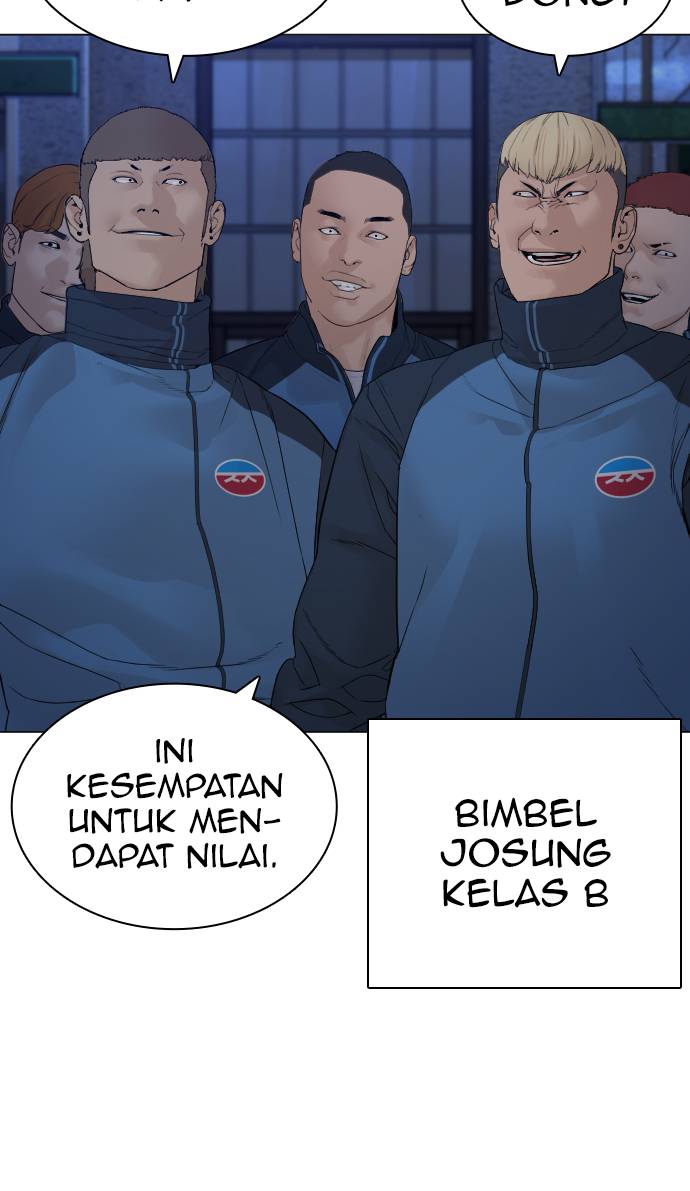 INI
KESEMPATAN
UNTUK MEN-
DAPAT NILAI.
BIMBEL
JOSUNG
KELAS B